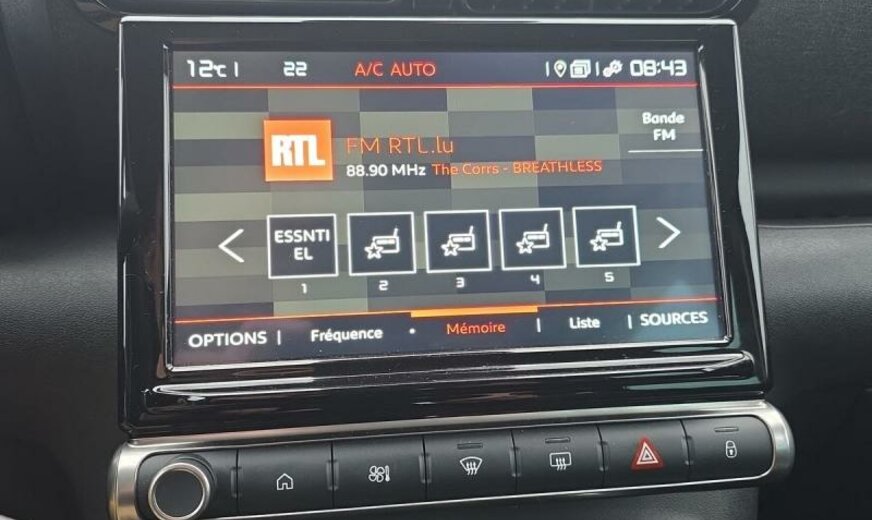 12℃ | 22 A/C AUTO 08:43
Bande
FM
RTL
FM RTL.lu
88.90 MHz The Corrs - BREATHLESS
ESSNTI
EL
1 2 3 4 5
OPTIONS | Fréquence • Mémoire | Liste | SOURCES